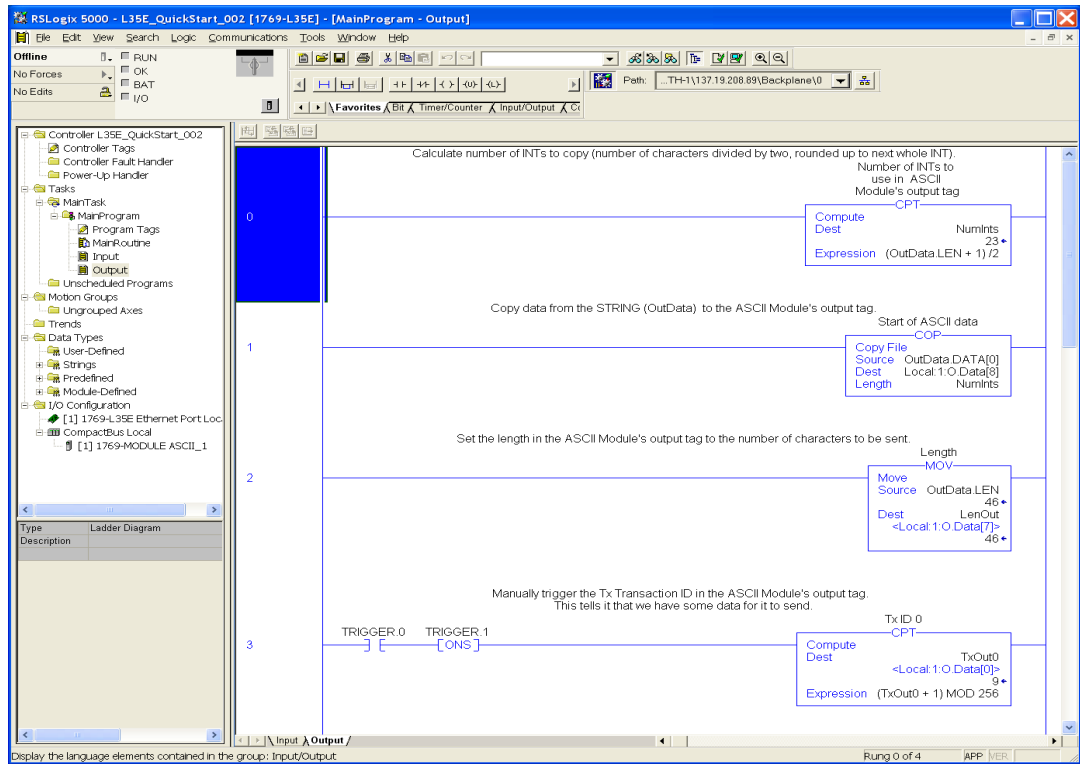 RSLogix 5000 - L35E_QuickStart_002 [1769-L35E] - [MainProgram - Output]
File Edit View Search Logic Communications Tools Window Help
Offline
RUN
No Forces
OK
No Edits
BAT
I/O
Path: ...TH-1\137.19.208.89\Backplane\0
Favorites Bit Timer/Counter Input/Output
Controller L35E_QuickStart_002
Controller Tags
Controller Fault Handler
Power-Up Handler
Tasks
MainTask
MainProgram
Program Tags
MainRoutine
Input
Output
Unscheduled Programs
Motion Groups
Ungrouped Axes
Trends
Data Types
User-Defined
Strings
Predefined
Module-Defined
I/O Configuration
[1] 1769-L35E Ethernet Port Loc
CompactBus Local
[1] 1769-MODULE ASCII_1
Type Ladder Diagram
Description
Calculate number of INTs to copy (number of characters divided by two, rounded up to next whole INT).
Number of INTs to
use in ASCII
Module's output tag
CPT
0
Compute
Dest NumInts
23
Expression (OutData.LEN + 1) /2
Copy data from the STRING (OutData) to the ASCII Module's output tag.
Start of ASCII data
COP
1
Copy File
Source OutData.DATA[0]
Dest Local:1:O.Data[8]
Length NumInts
Set the length in the ASCII Module's output tag to the number of characters to be sent.
Length
MOV
2
Move
Source OutData.LEN
46
Dest LenOut
<Local:1:O.Data[7]>
46
Manually trigger the Tx Transaction ID in the ASCII Module's output tag.
This tells it that we have some data for it to send.
Tx ID 0
CPT
3
TRIGGER.0 TRIGGER.1
ONS
Compute
Dest TxOut0
<Local:1:O.Data[0]>
9
Expression (TxOut0 + 1) MOD 256
Input Output
Display the language elements contained in the group: Input/Output
Rung 0 of 4 APP VER